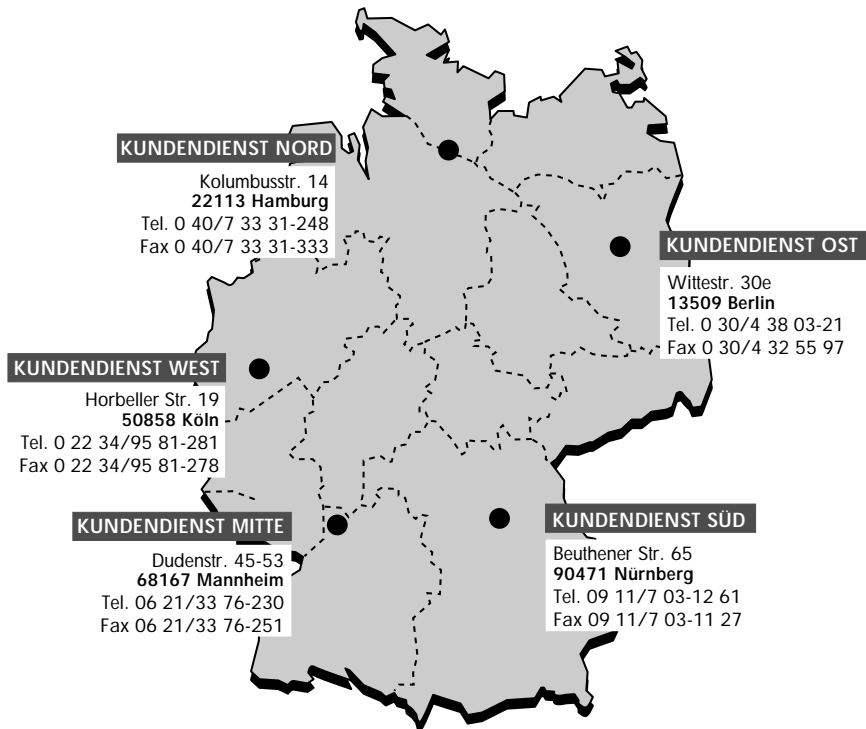 KUNDENDIENST NORD
Kolumbusstr. 14
22113 Hamburg
Tel. 0 40/7 33 31-248
Fax 0 40/7 33 31-333
KUNDENDIENST OST
Wittestr. 30e
13509 Berlin
Tel. 0 30/4 38 03-21
Fax 0 30/4 32 55 97
KUNDENDIENST WEST
Horbeller Str. 19
50858 Köln
Tel. 0 22 34/95 81-281
Fax 0 22 34/95 81-278
KUNDENDIENST MITTE
Dudenstr. 45-53
68167 Mannheim
Tel. 06 21/33 76-230
Fax 06 21/33 76-251
KUNDENDIENST SÜD
Beuthener Str. 65
90471 Nürnberg
Tel. 09 11/7 03-12 61
Fax 09 11/7 03-11 27